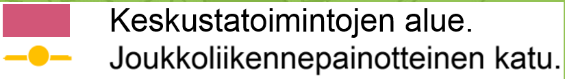 Keskustatoimintojen alue.
Joukkoliikennepainotteinen katu.